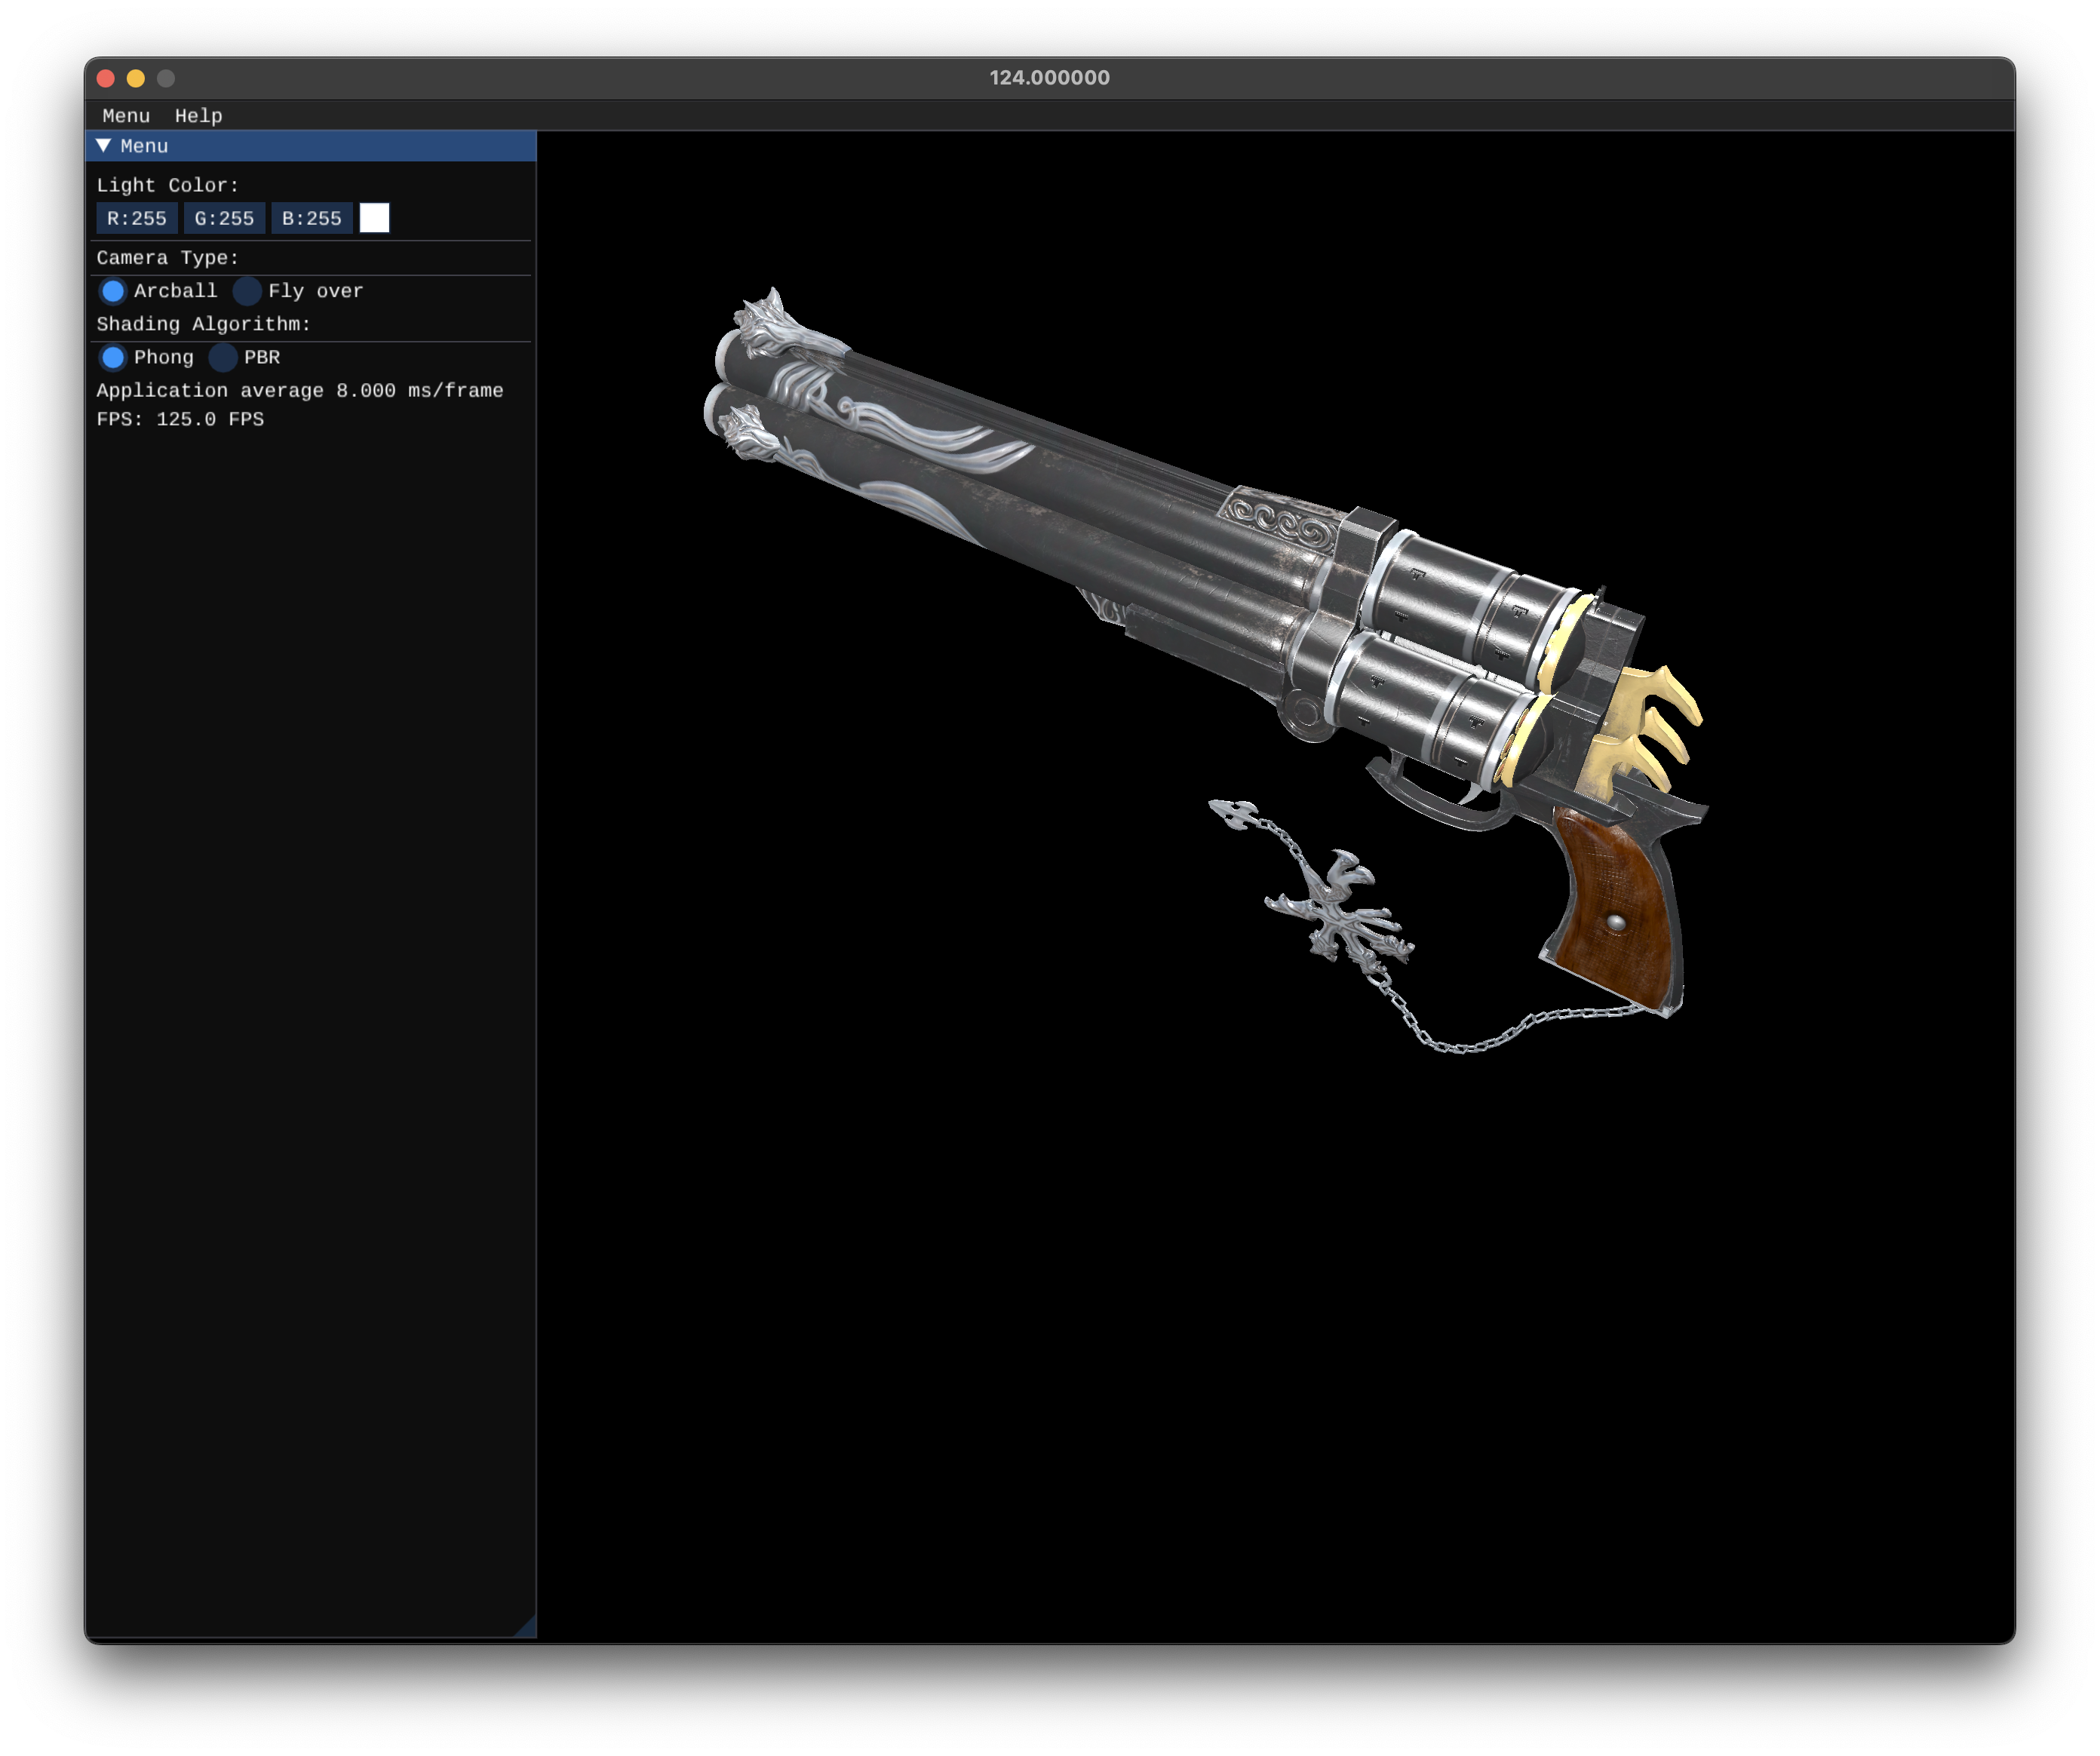 124.000000
Menu Help
Menu
Light Color:
R:255 G:255 B:255
Camera Type:
Arcball Fly over
Shading Algorithm:
Phong PBR
Application average 8.000 ms/frame
FPS: 125.0 FPS